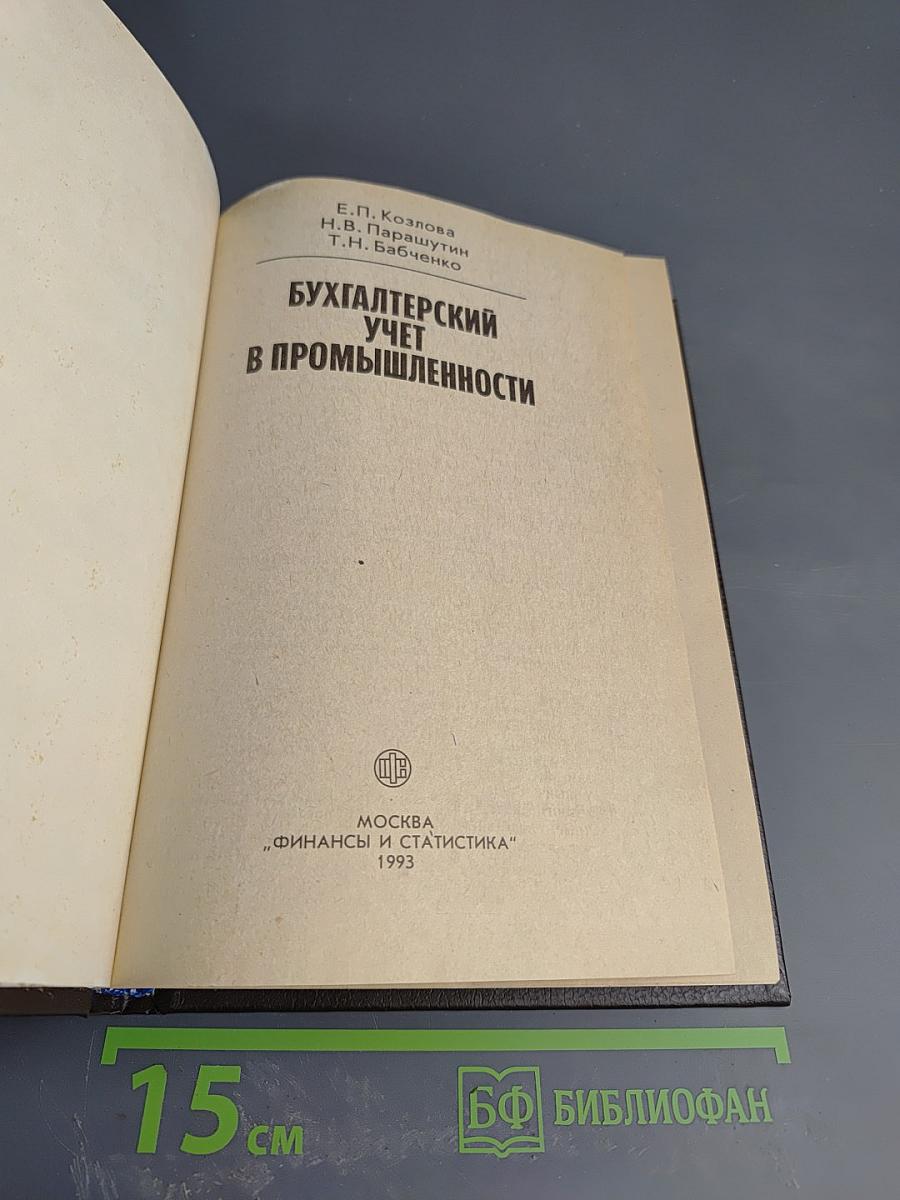 Е.П. Козлова
Н.В. Парашутин
Т.Н. Бабченко
БУХГАЛТЕРСКИЙ
УЧЕТ
В ПРОМЫШЛЕННОСТИ
МОСКВА
„ФИНАНСЫ И СТАТИСТИКА“
1993
15 см
БФ БИБЛИОФАН